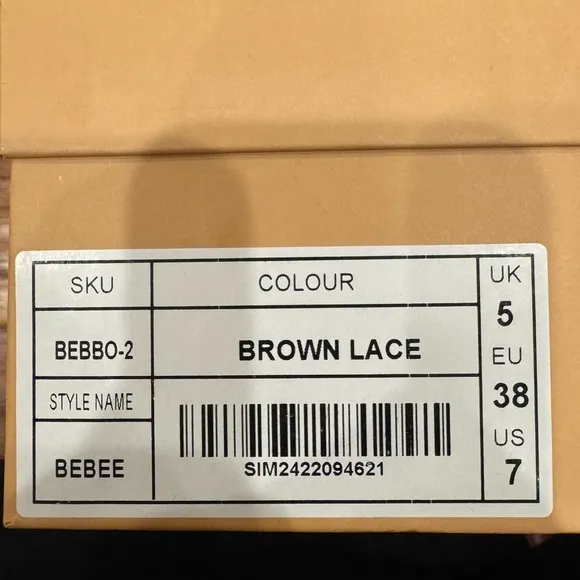 SKU
COLOUR
BEBBO-2
BROWN LACE
STYLE NAME
BEBEE
SIM2422094621
UK
5
EU
38
US
7